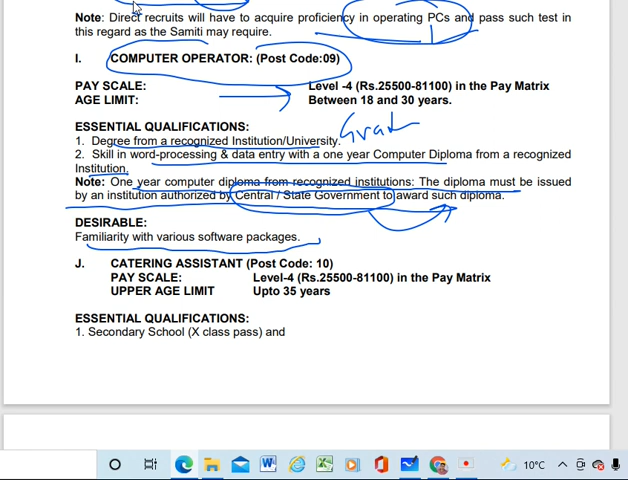 Note: Direct recruits will have to acquire proficiency in operating PCs and pass such test in
this regard as the Samiti may require.
I. COMPUTER OPERATOR: (Post Code:09)
PAY SCALE: Level -4 (Rs.25500-81100) in the Pay Matrix
AGE LIMIT: Between 18 and 30 years.
ESSENTIAL QUALIFICATIONS:
1. Degree from a recognized Institution/University. Grad
2. Skill in word-processing & data entry with a one year Computer Diploma from a recognized
Institution.
Note: One year computer diploma from recognized institutions: The diploma must be issued
by an institution authorized by Central / State Government to award such diploma.
DESIRABLE:
Familiarity with various software packages.
J. CATERING ASSISTANT (Post Code: 10)
PAY SCALE: Level-4 (Rs.25500-81100) in the Pay Matrix
UPPER AGE LIMIT Upto 35 years
ESSENTIAL QUALIFICATIONS:
1. Secondary School (X class pass) and
10°C